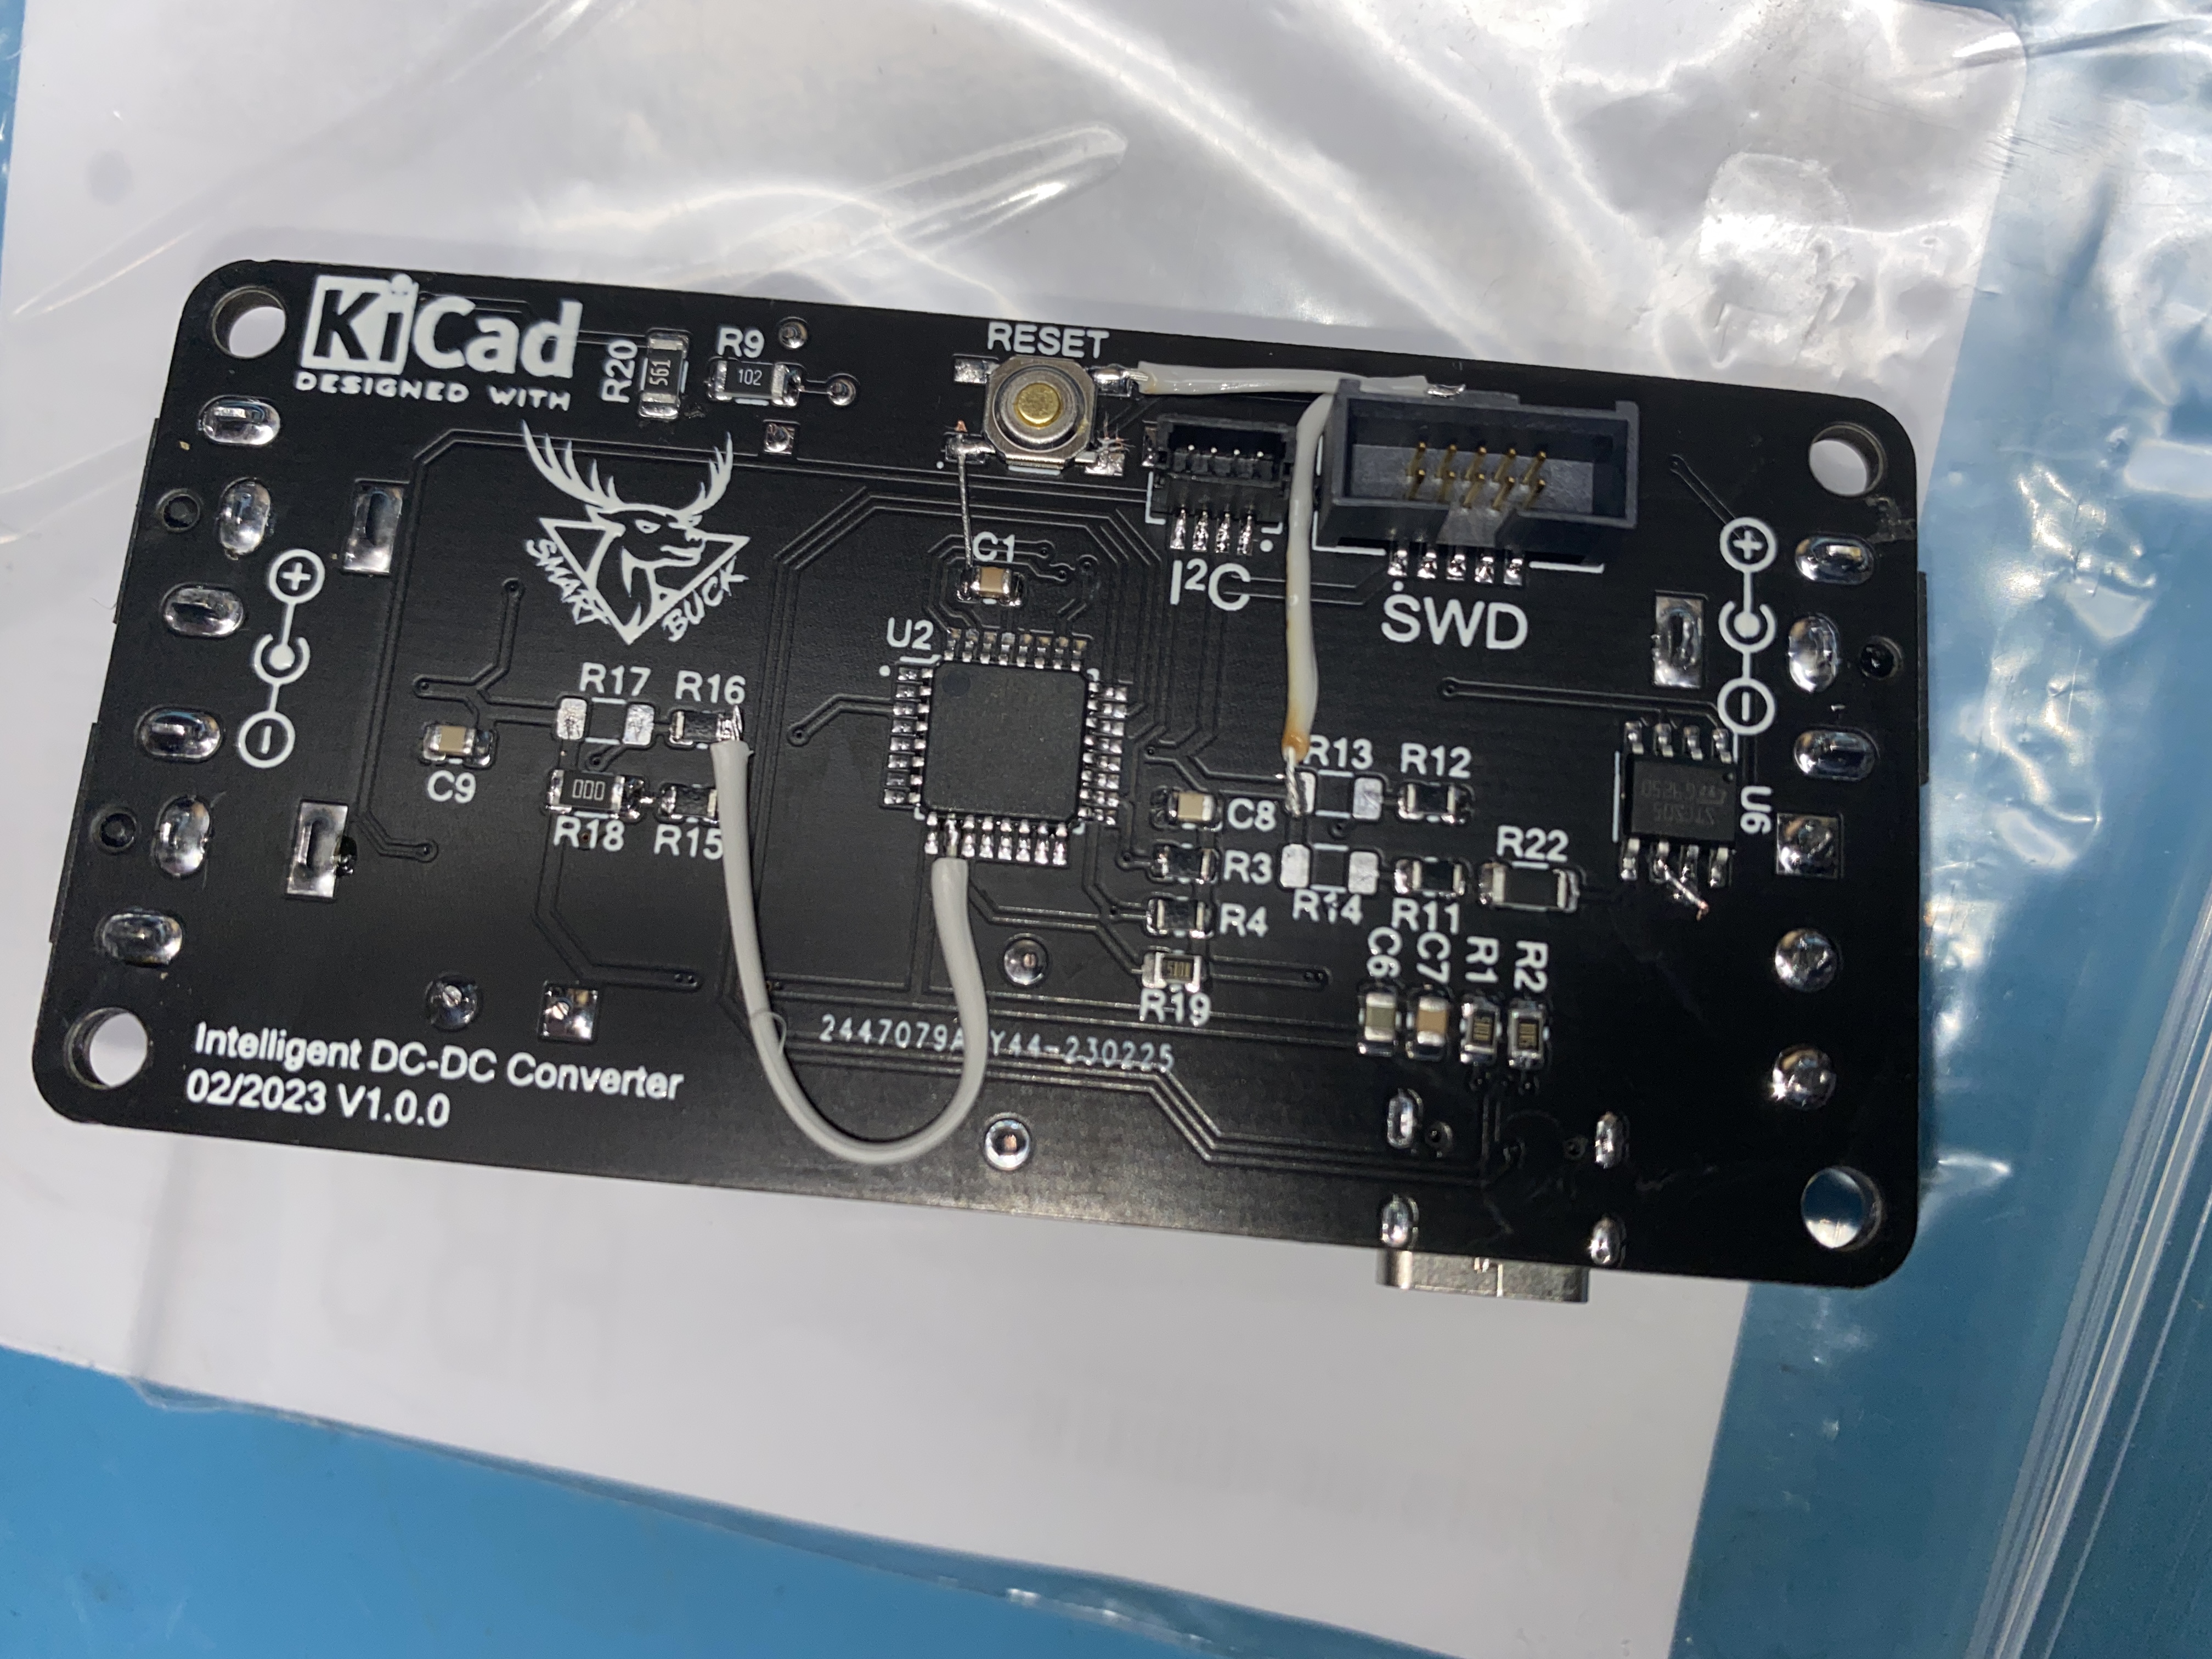 Intelligent DC-DC Converter
02/2023 V1.0.0
KiCad
DESIGNED WITH
C9
R18
000
R17
SMART
BUCK
R20
561
R15
R16
R9
102
U2
C1
RESET
R19
R4
R3
C8
I²C
R14
R13
C6
C7
R11
R12
R1
R2
R22
SWD
U6